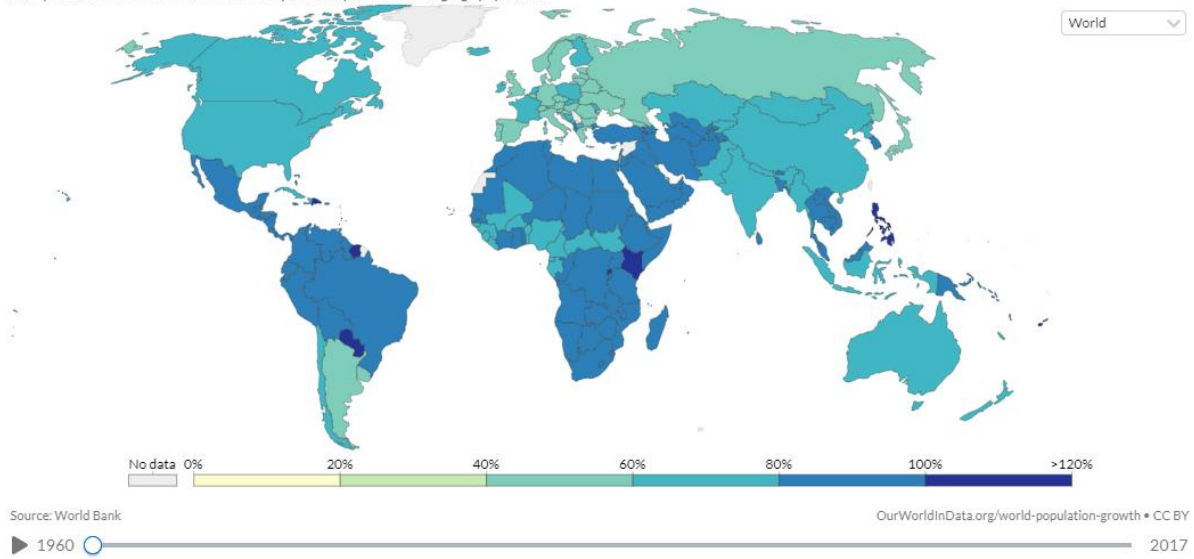 World
No data 0% 20% 40% 60% 80% 100% >120%
Source: World Bank
OurWorldInData.org/world-population-growth • CC BY
1960 2017